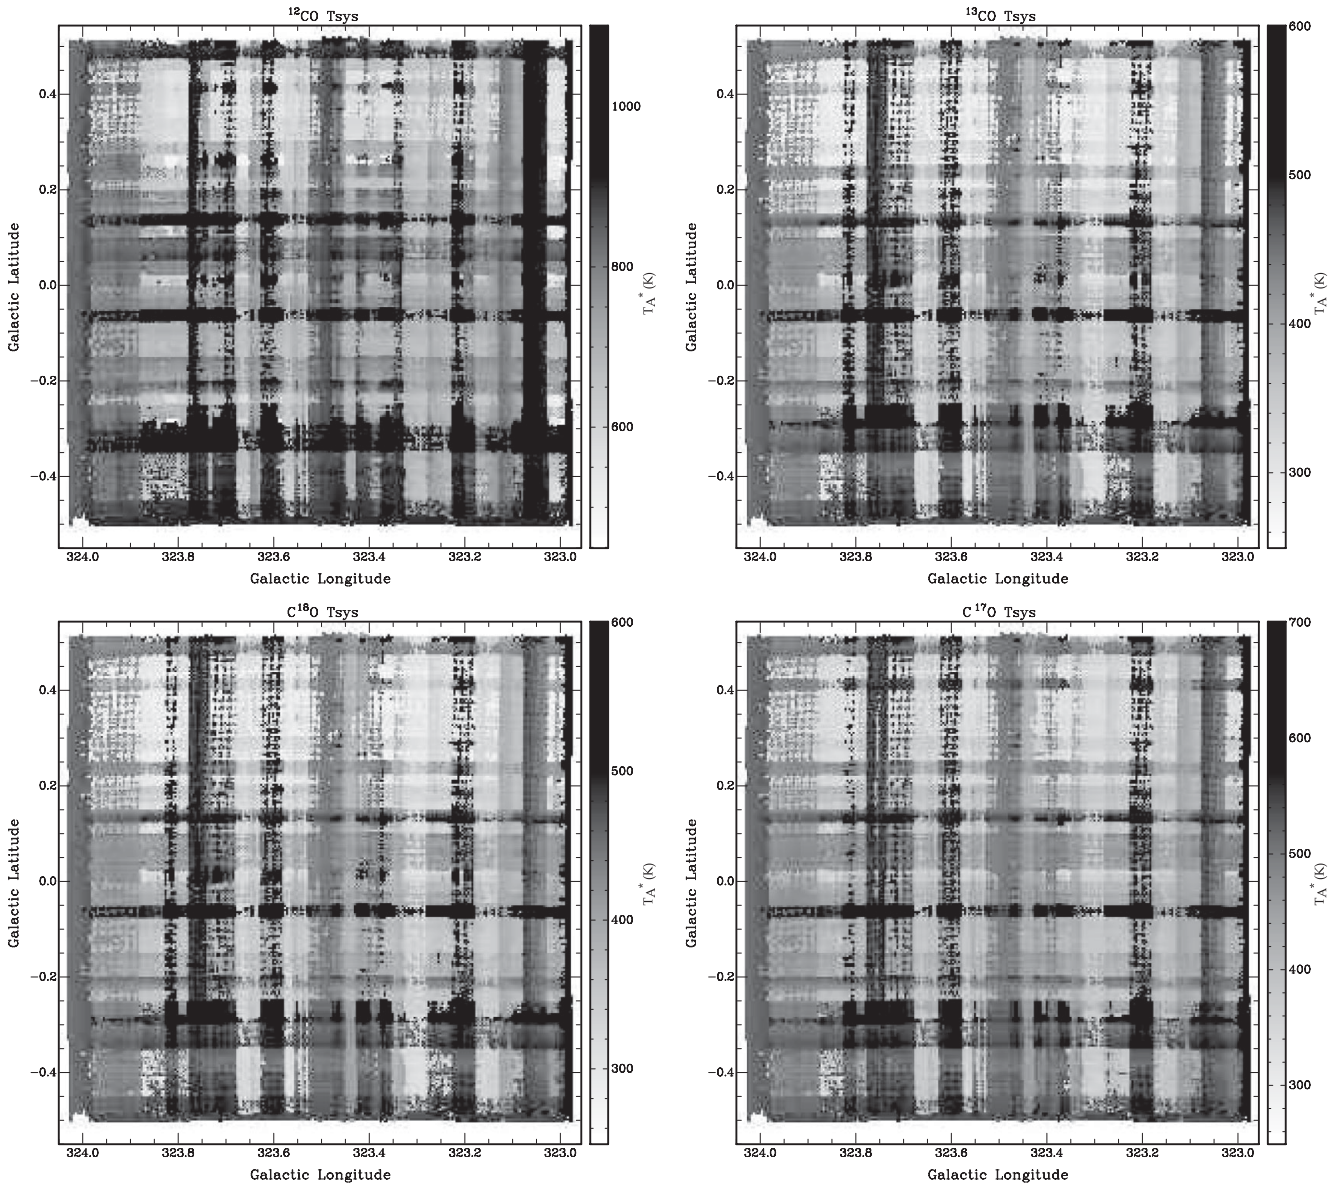 ¹²CO Tsys
Galactic Latitude
0.4
0.2
0.0
−0.2
−0.4
324.0 323.8 323.6 323.4 323.2 323.0
Galactic Longitude
1000
800
600
T_A* (K)
¹³CO Tsys
Galactic Latitude
0.4
0.2
0.0
−0.2
−0.4
324.0 323.8 323.6 323.4 323.2 323.0
Galactic Longitude
600
500
400
300
T_A* (K)
C¹⁸O Tsys
Galactic Latitude
0.4
0.2
0.0
−0.2
−0.4
324.0 323.8 323.6 323.4 323.2 323.0
Galactic Longitude
600
500
400
300
T_A* (K)
C¹⁷O Tsys
Galactic Latitude
0.4
0.2
0.0
−0.2
−0.4
324.0 323.8 323.6 323.4 323.2 323.0
Galactic Longitude
700
600
500
400
300
T_A* (K)